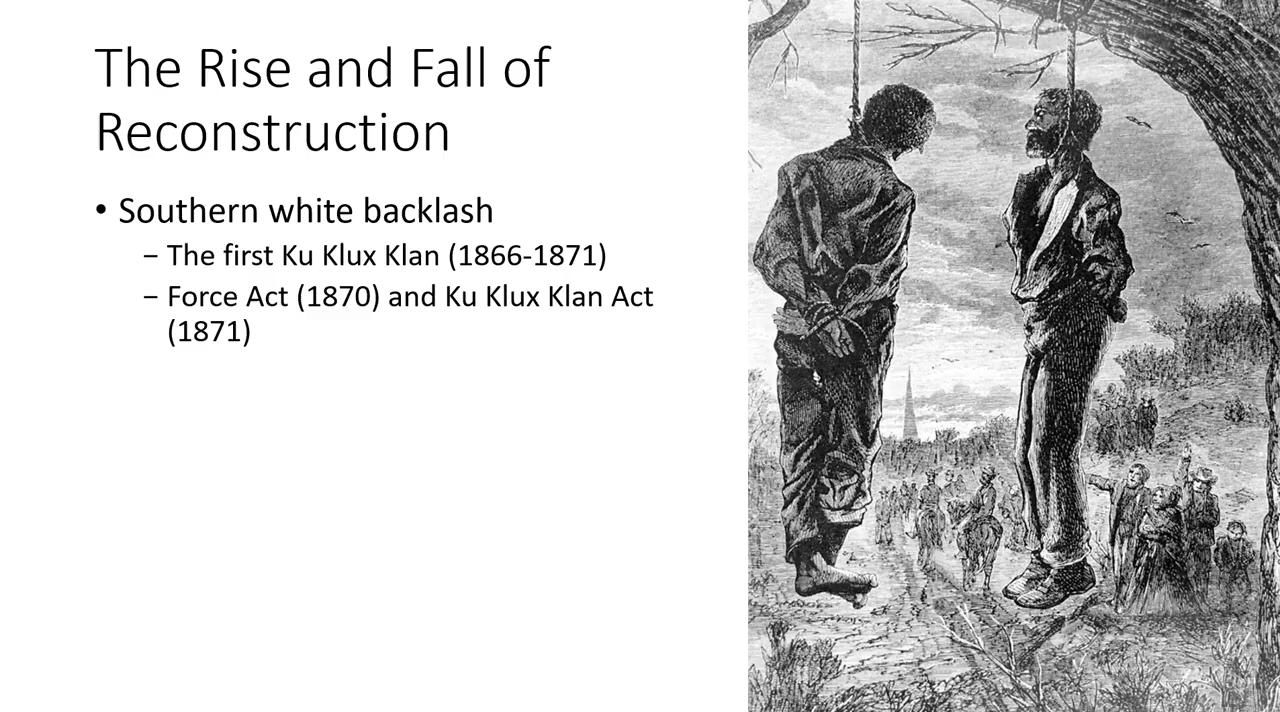 The Rise and Fall of
Reconstruction
• Southern white backlash
– The first Ku Klux Klan (1866-1871)
– Force Act (1870) and Ku Klux Klan Act
(1871)